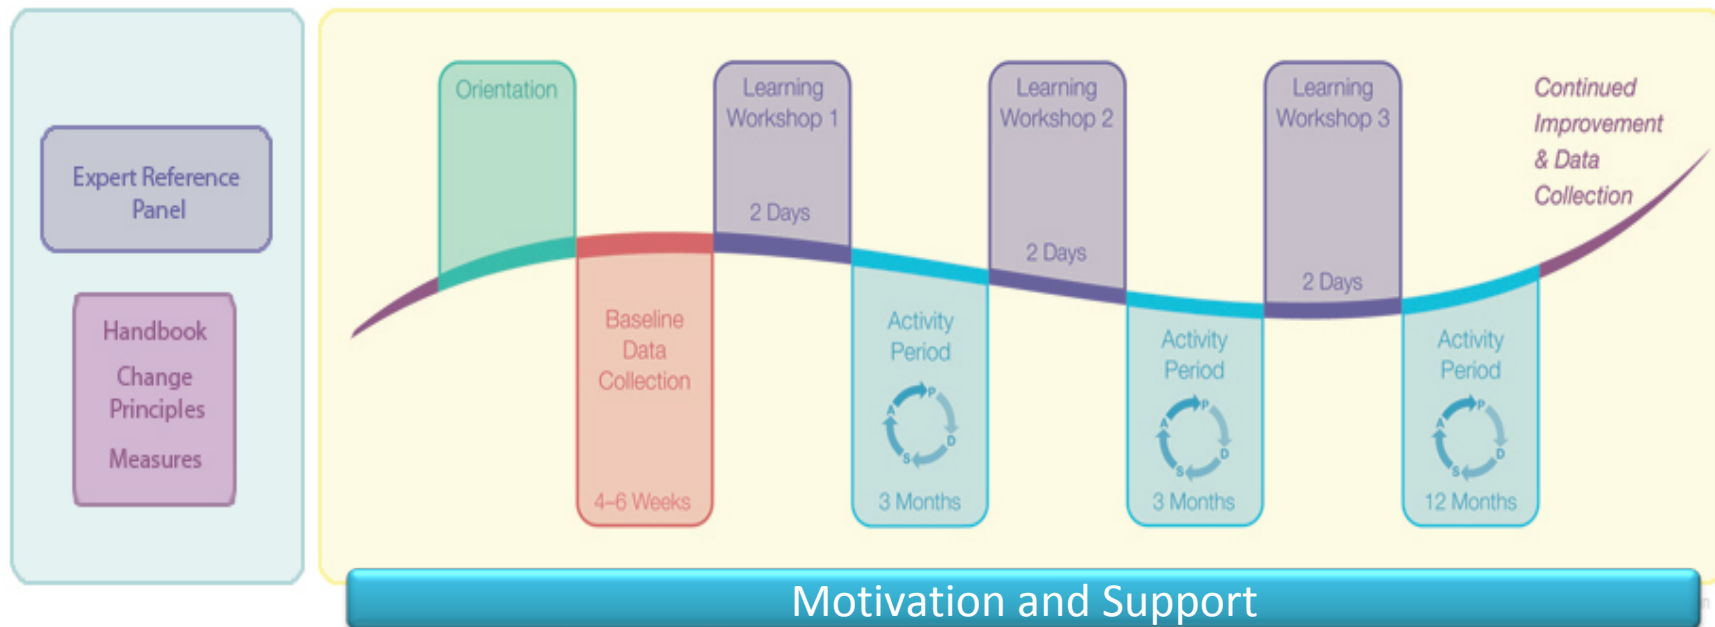 Expert Reference
Panel
Handbook
Change
Principles
Measures
Orientation
Baseline
Data
Collection
4–6 Weeks
Learning
Workshop 1
2 Days
Activity
Period
A
P
D
S
3 Months
Learning
Workshop 2
2 Days
Activity
Period
A
P
D
S
3 Months
Learning
Workshop 3
2 Days
Activity
Period
A
P
D
S
12 Months
Continued
Improvement
& Data
Collection
Motivation and Support